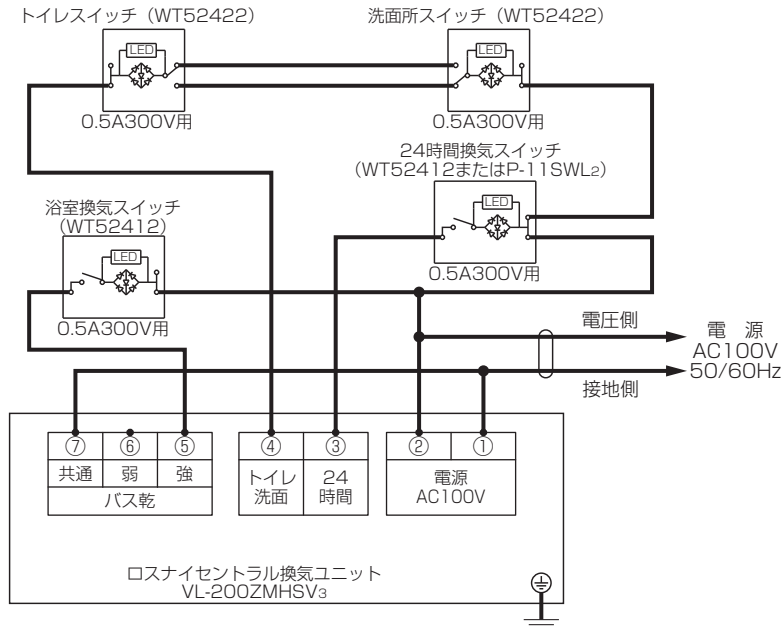 トイレスイッチ（WT52422）
洗面所スイッチ（WT52422）
LED
LED
0.5A300V用
0.5A300V用
24時間換気スイッチ
（WT52412またはP-11SWL2）
LED
0.5A300V用
浴室換気スイッチ
（WT52412）
LED
0.5A300V用
電圧側
接地側
電　源
AC100V
50/60Hz
⑦ ⑥ ⑤ ④ ③ ② ①
共通 弱 強
バス乾
トイレ
洗面
24
時間
電源
AC100V
ロスナイセントラル換気ユニット
VL-200ZMHSV3